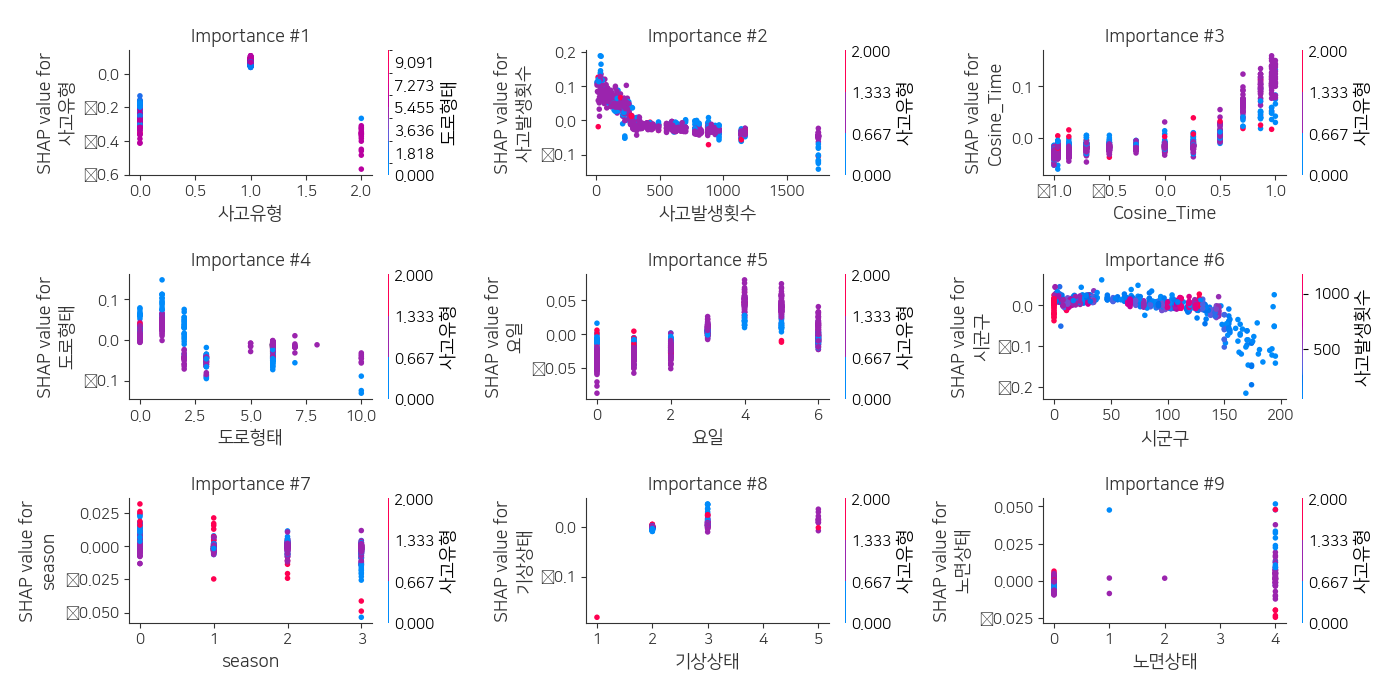 Importance #1
SHAP value for
사고유형
0.0
☒0.2
☒0.4
☒0.6
0.0 0.5 1.0 1.5 2.0
사고유형
9.091
7.273
5.455
3.636
1.818
0.000
도로형태
Importance #2
SHAP value for
사고발생횟수
0.2
0.1
0.0
☒0.1
0 500 1000 1500
사고발생횟수
2.000
1.333
0.667
0.000
사고유형
Importance #3
SHAP value for
Cosine_Time
0.1
0.0
☒1.0 ☒0.5 0.0 0.5 1.0
Cosine_Time
2.000
1.333
0.667
0.000
사고유형
Importance #4
SHAP value for
도로형태
0.1
0.0
☒0.1
0.0 2.5 5.0 7.5 10.0
도로형태
2.000
1.333
0.667
0.000
사고유형
Importance #5
SHAP value for
요일
0.05
0.00
☒0.05
0 2 4 6
요일
2.000
1.333
0.667
0.000
사고유형
Importance #6
SHAP value for
시군구
0.0
☒0.1
☒0.2
0 50 100 150 200
시군구
1000
500
사고발생횟수
Importance #7
SHAP value for
season
0.025
0.000
☒0.025
☒0.050
0 1 2 3
season
2.000
1.333
0.667
0.000
사고유형
Importance #8
SHAP value for
기상상태
0.0
☒0.1
1 2 3 4 5
기상상태
2.000
1.333
0.667
0.000
사고유형
Importance #9
SHAP value for
노면상태
0.050
0.025
0.000
☒0.025
0 1 2 3 4
노면상태
2.000
1.333
0.667
0.000
사고유형